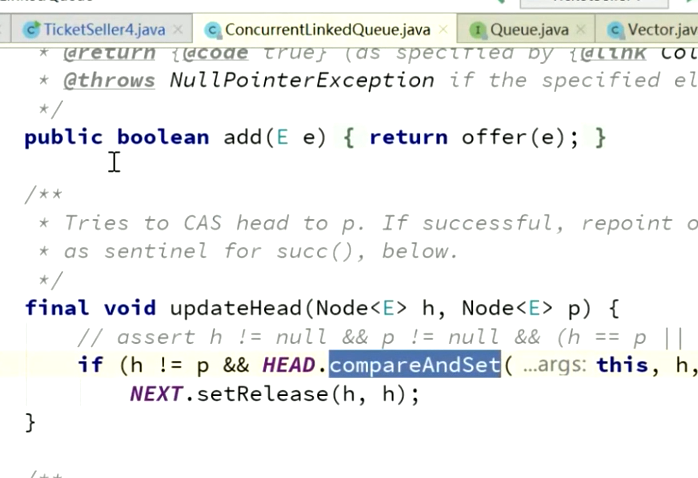 TicketSeller4.java × ConcurrentLinkedQueue.java × Queue.java × Vector.jav
* @return {@code true} (as specified by {@link Col
* @throws NullPointerException if the specified el
*/
public boolean add(E e) { return offer(e); }
/**
* Tries to CAS head to p. If successful, repoint o
* as sentinel for succ(), below.
*/
final void updateHead(Node<E> h, Node<E> p) {
// assert h != null && p != null && (h == p ||
if (h != p && HEAD.compareAndSet( ...args: this, h,
NEXT.setRelease(h, h);
}
/**